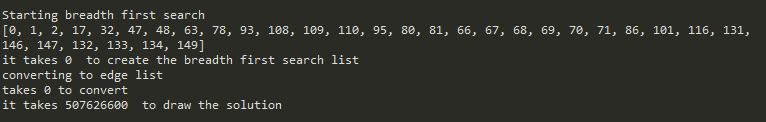 Starting breadth first search
[0, 1, 2, 17, 32, 47, 48, 63, 78, 93, 108, 109, 110, 95, 80, 81, 66, 67, 68, 69, 70, 71, 86, 101, 116, 131,
146, 147, 132, 133, 134, 149]
it takes 0  to create the breadth first search list
converting to edge list
takes 0 to convert
it takes 507626600  to draw the solution